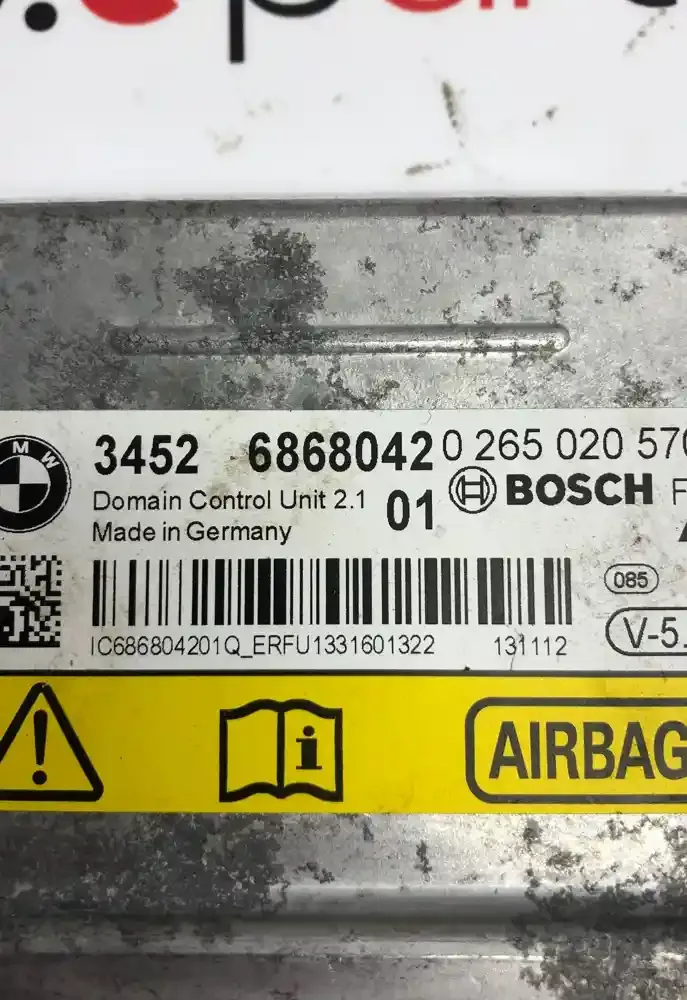 BMW
3452 6868042
0 265 020 570
Domain Control Unit 2.1
01
BOSCH
F
Made in Germany
085
V-5.
IC686804201Q_ERFU1331601322
131112
AIRBAG